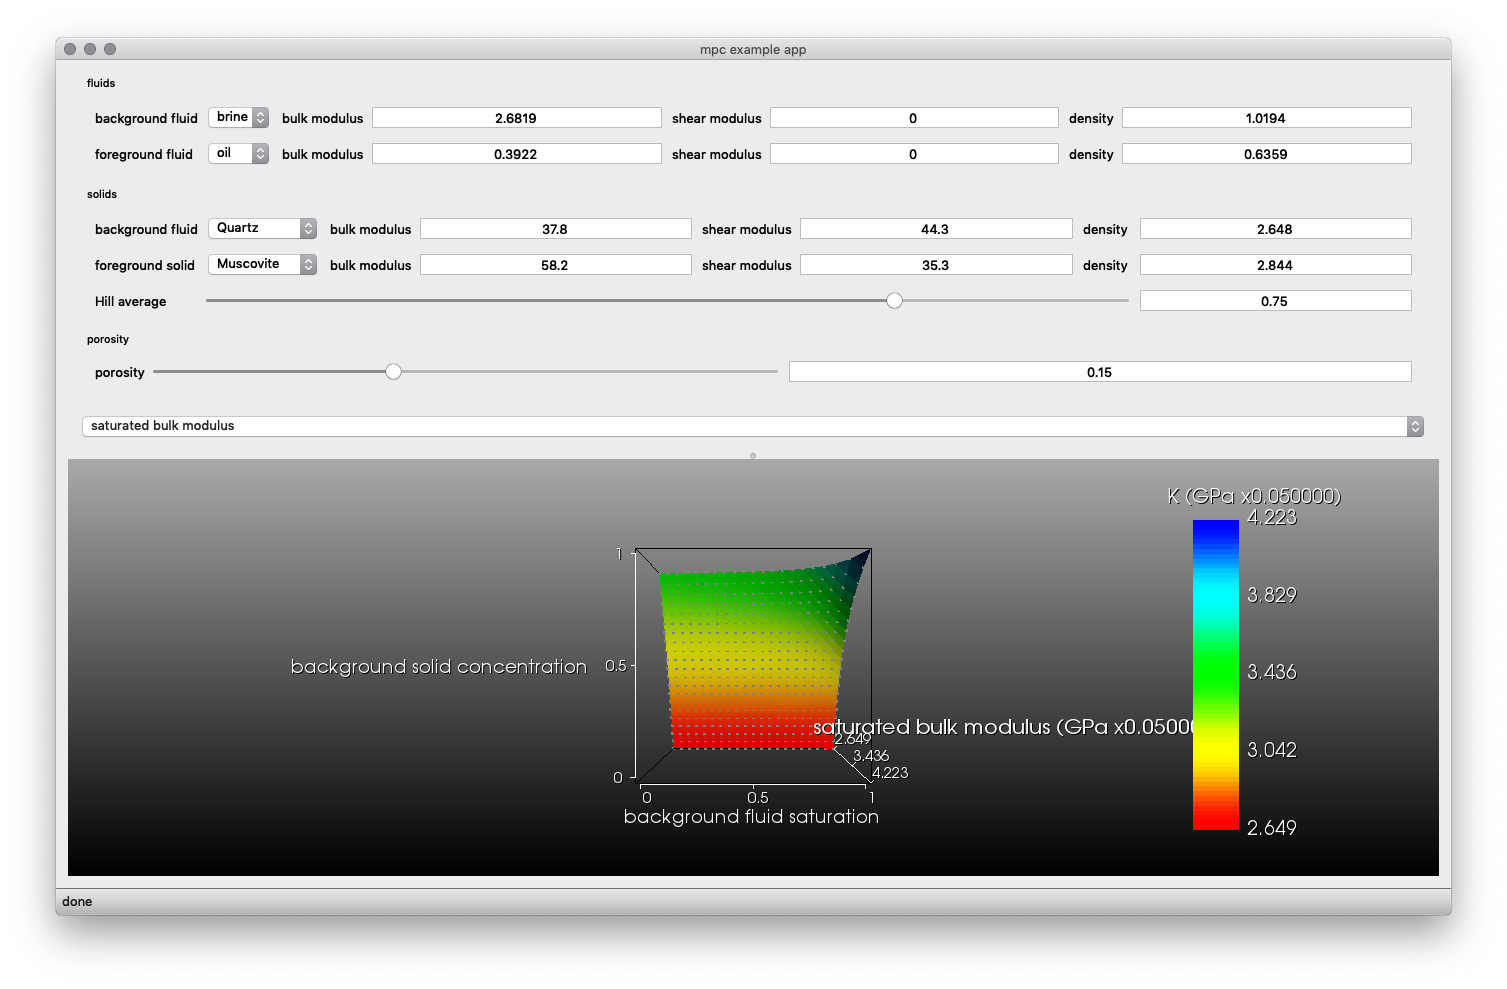 mpc example app
fluids
background fluid brine bulk modulus 2.6819 shear modulus 0 density 1.0194
foreground fluid oil bulk modulus 0.3922 shear modulus 0 density 0.6359
solids
background fluid Quartz bulk modulus 37.8 shear modulus 44.3 density 2.648
foreground solid Muscovite bulk modulus 58.2 shear modulus 35.3 density 2.844
Hill average 0.75
porosity
porosity 0.15
saturated bulk modulus
K (GPa x0.050000)
4.223
3.829
3.436
3.042
2.649
1
background solid concentration 0.5
0
saturated bulk modulus (GPa x0.0500
2.649
3.436
4.223
0 0.5 1
background fluid saturation
done